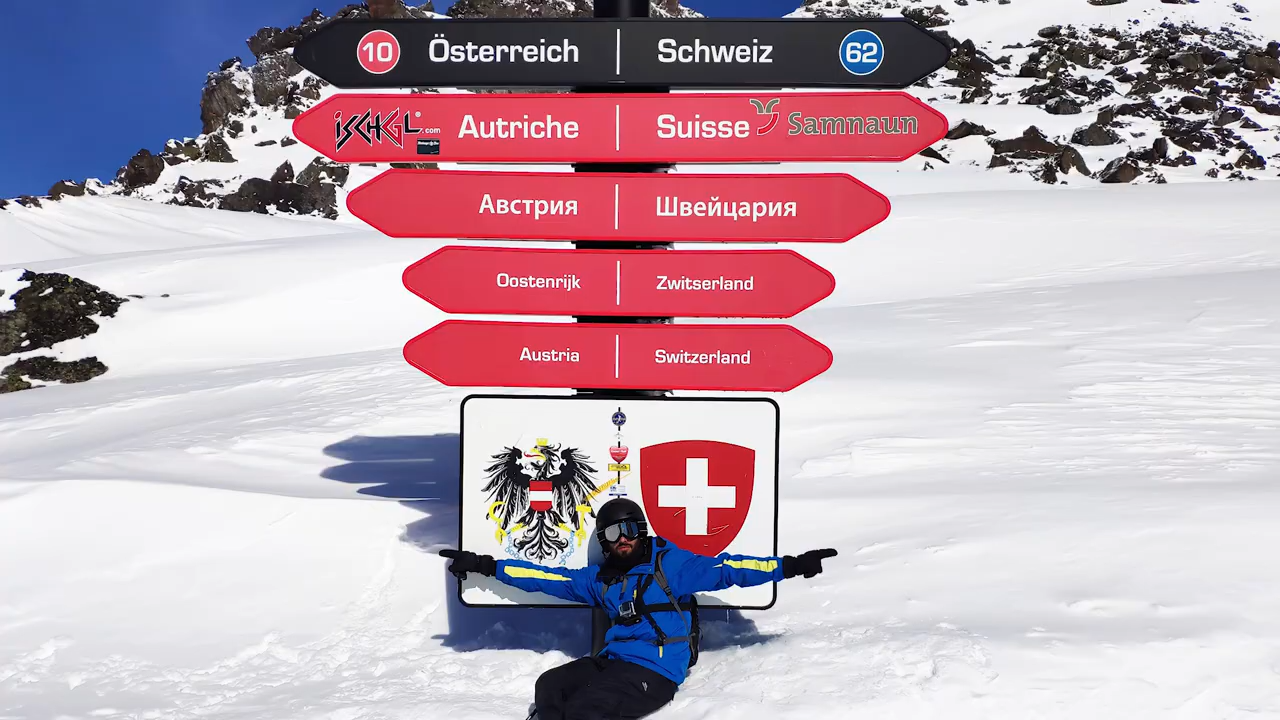 10 Österreich | Schweiz 62
iSCHGL.com Autriche | Suisse Samnaun
Австрия | Швейцария
Oostenrijk | Zwitserland
Austria | Switzerland